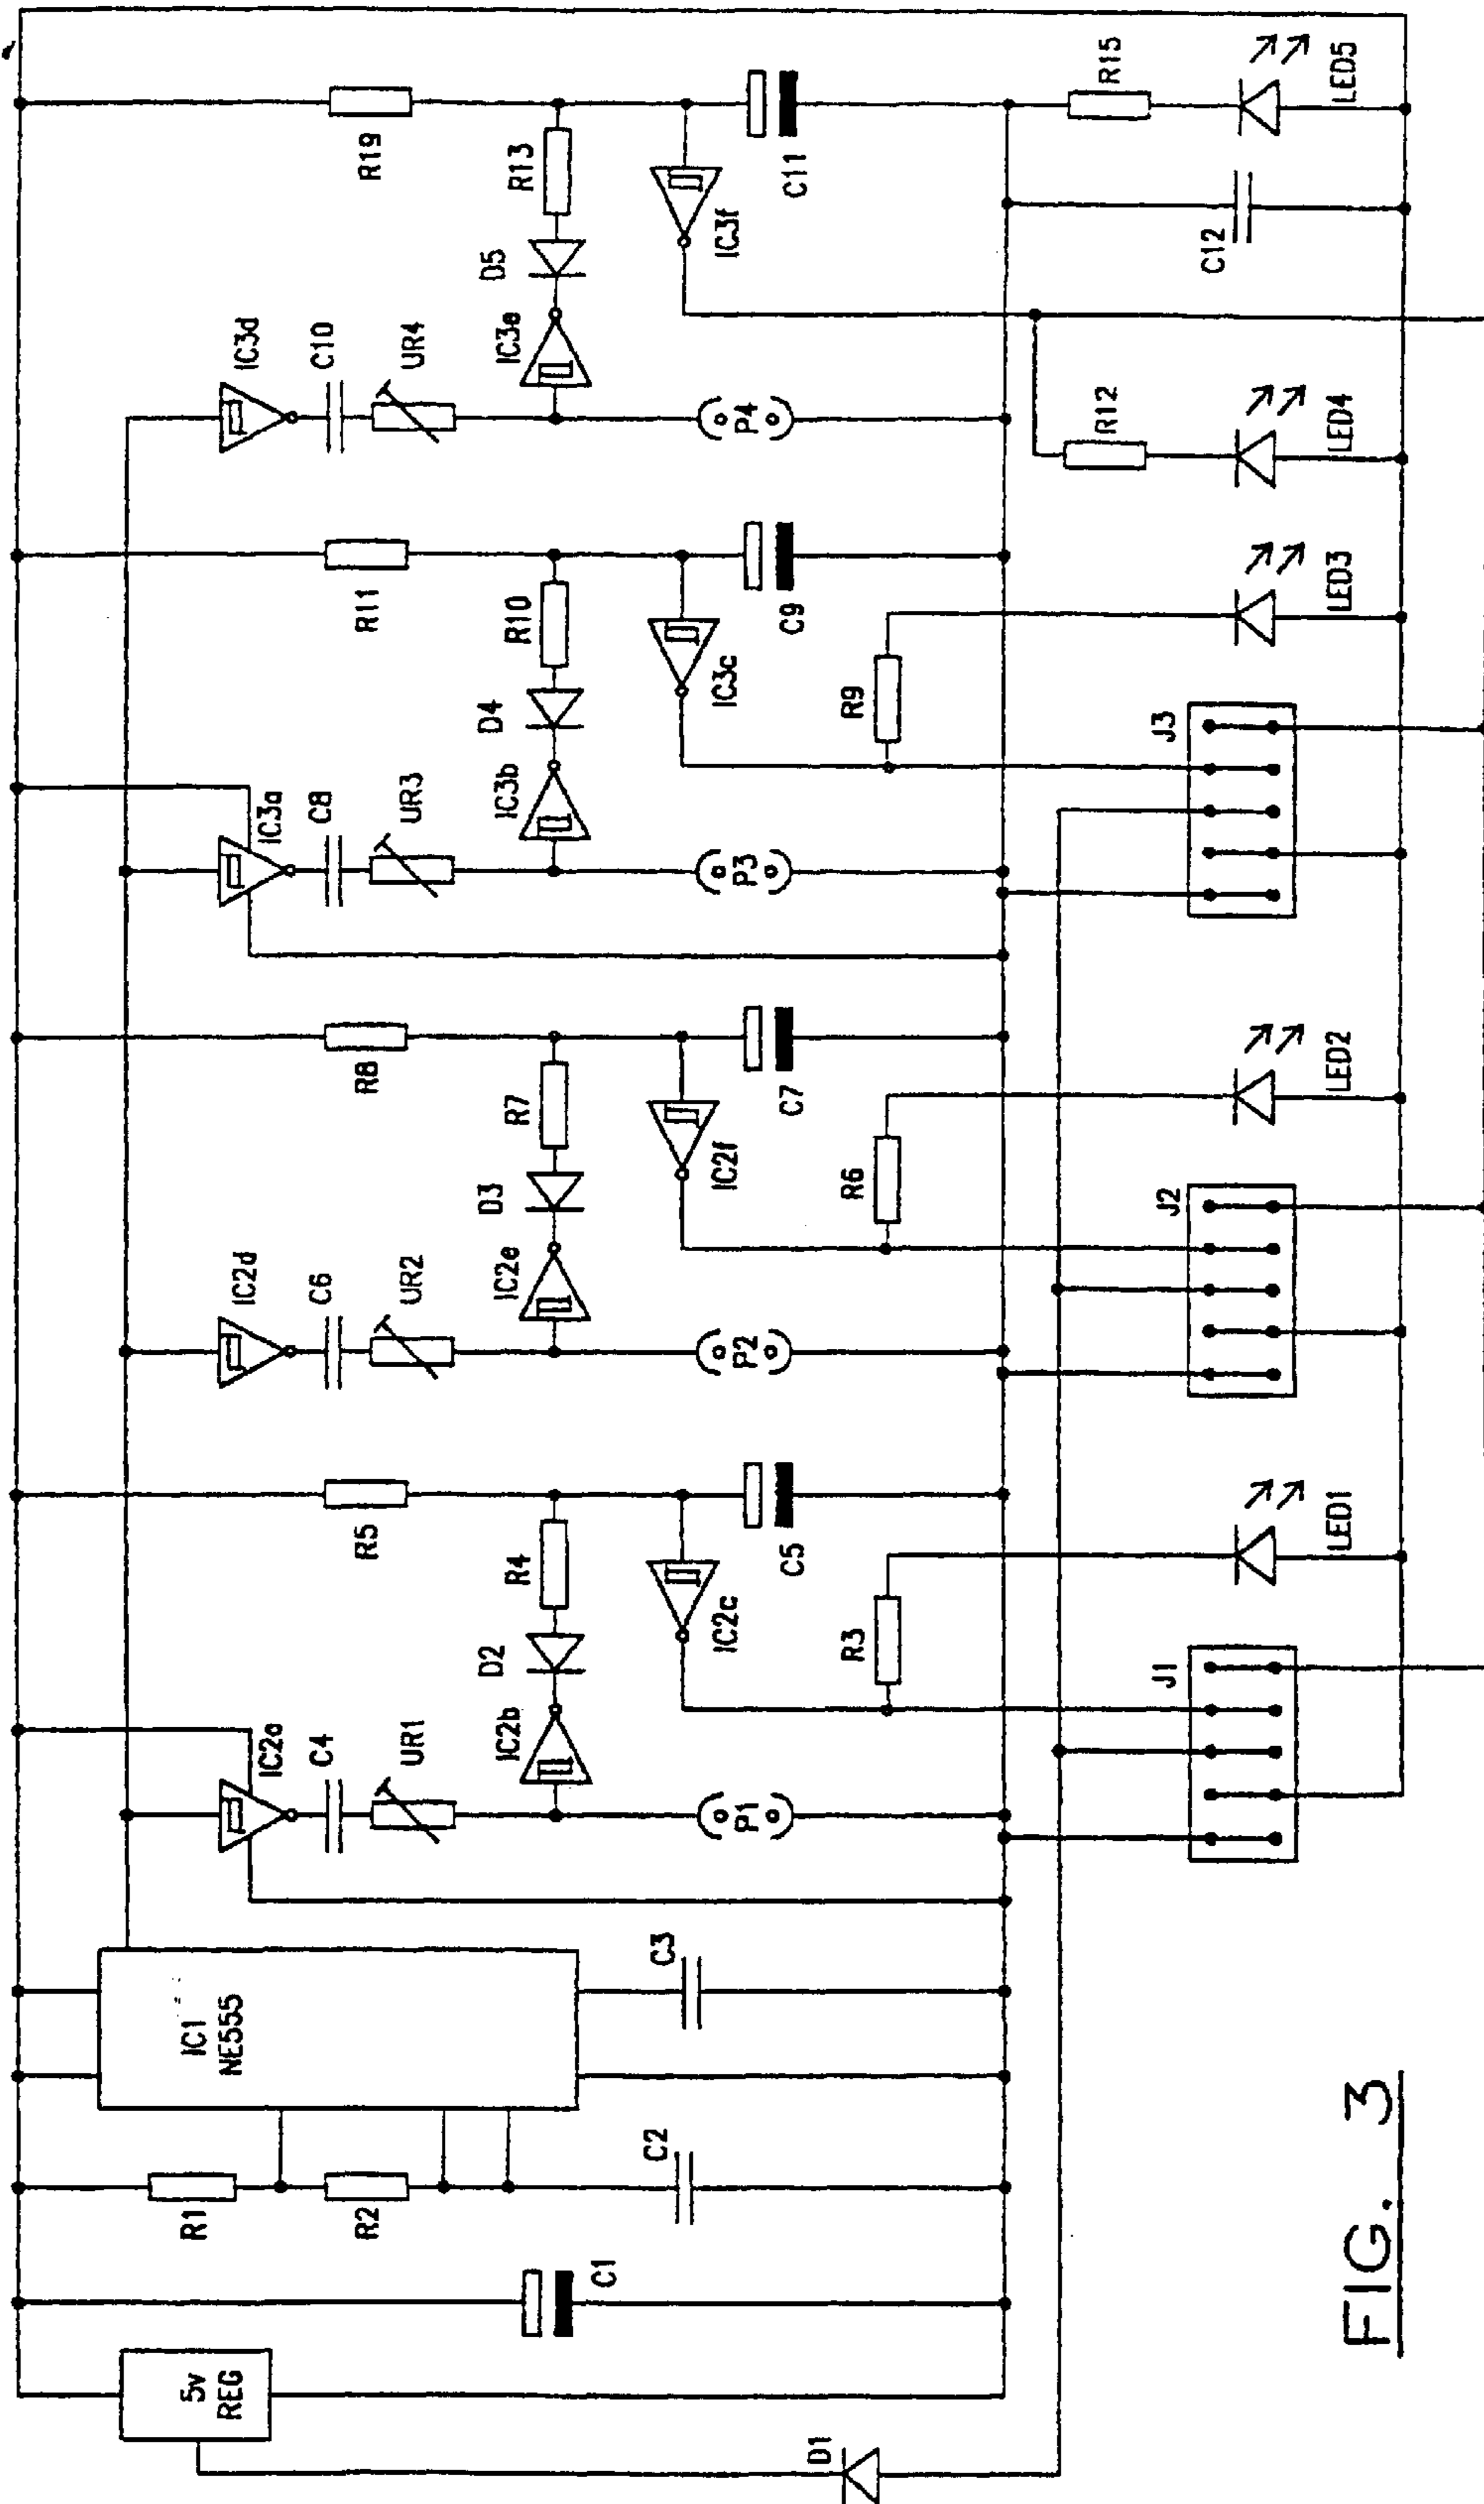 R19
R13
D5
IC3e
IC3d
C10
UR4
IC3f
C11
P4
R15
LED5
C12
R12
LED4
R11
R10
D4
IC3b
IC3a
C8
UR3
IC3c
C9
P3
R9
LED3
J3
R8
R7
D3
IC2e
IC2d
C6
UR2
IC2f
C7
P2
R6
LED2
J2
R5
R4
D2
IC2b
IC2a
C4
UR1
IC2c
C5
P1
R3
LED1
J1
IC1
NE555
C3
R1
R2
C2
C1
5v
REG
D1
FIG. 3